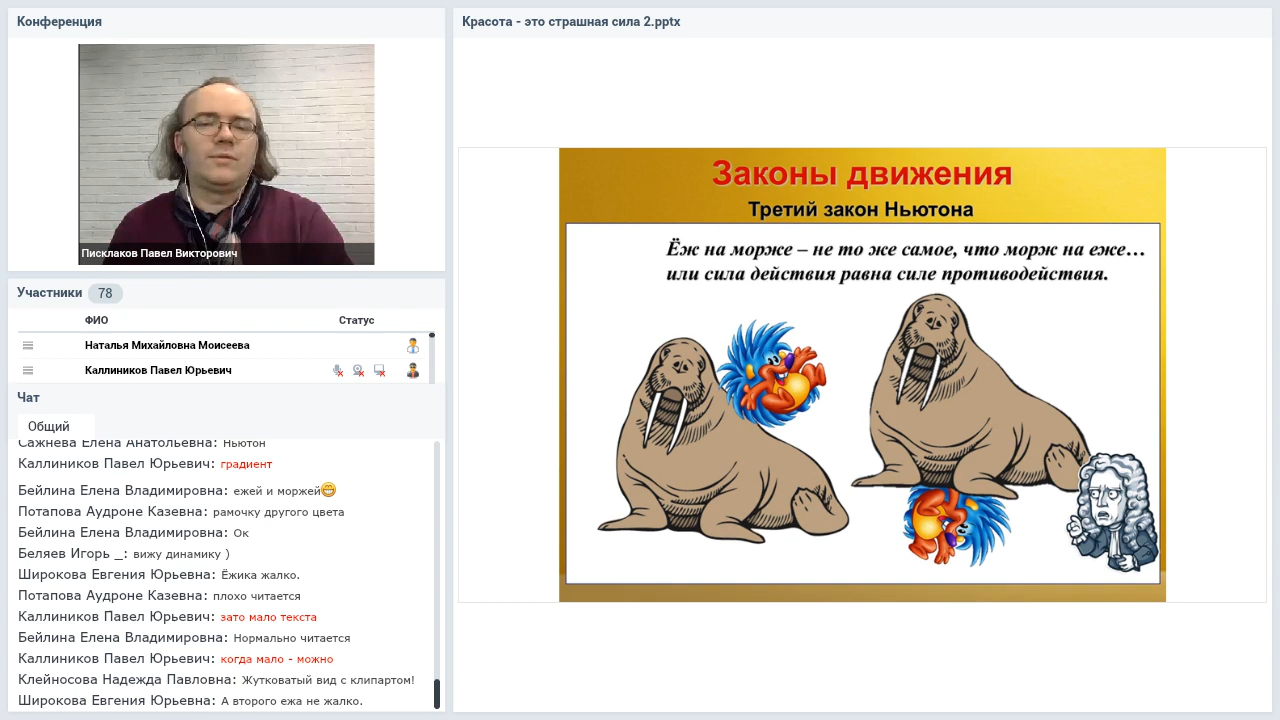 Конференция
Писклаков Павел Викторович
Участники 78
ФИО Статус
Наталья Михайловна Моисеева
Каллиников Павел Юрьевич
Чат
Общий
Сажнева Елена Анатольевна: Ньютон
Каллиников Павел Юрьевич: градиент
Бейлина Елена Владимировна: ежей и моржей
Потапова Аудроне Казевна: рамочку другого цвета
Бейлина Елена Владимировна: Ок
Беляев Игорь _: вижу динамику )
Широкова Евгения Юрьевна: Ёжика жалко.
Потапова Аудроне Казевна: плохо читается
Каллиников Павел Юрьевич: зато мало текста
Бейлина Елена Владимировна: Нормально читается
Каллиников Павел Юрьевич: когда мало - можно
Клейносова Надежда Павловна: Жутковатый вид с клипартом!
Широкова Евгения Юрьевна: А второго ежа не жалко.
Красота - это страшная сила 2.pptx
Законы движения
Третий закон Ньютона
Ёж на морже – не то же самое, что морж на еже…
или сила действия равна силе противодействия.